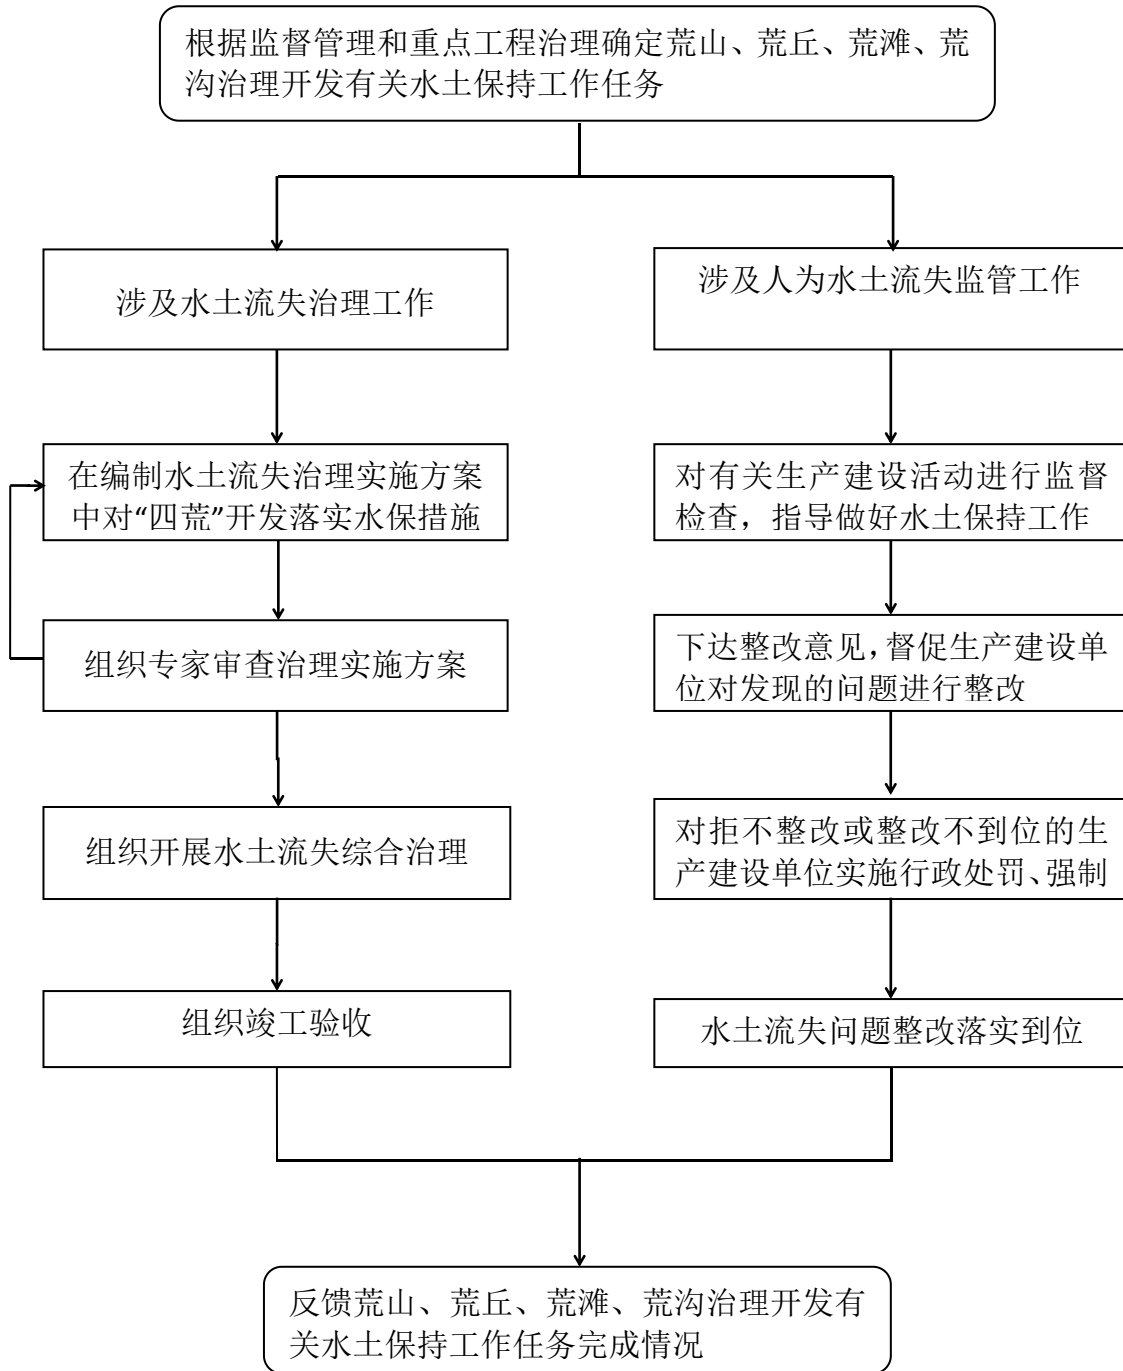 根据监督管理和重点工程治理确定荒山、荒丘、荒滩、荒
沟治理开发有关水土保持工作任务
涉及水土流失治理工作
在编制水土流失治理实施方案
中对“四荒”开发落实水保措施
组织专家审查治理实施方案
组织开展水土流失综合治理
组织竣工验收
涉及人为水土流失监管工作
对有关生产建设活动进行监督
检查，指导做好水土保持工作
下达整改意见，督促生产建设单
位对发现的问题进行整改
对拒不整改或整改不到位的生
产建设单位实施行政处罚、强制
水土流失问题整改落实到位
反馈荒山、荒丘、荒滩、荒沟治理开发有
关水土保持工作任务完成情况